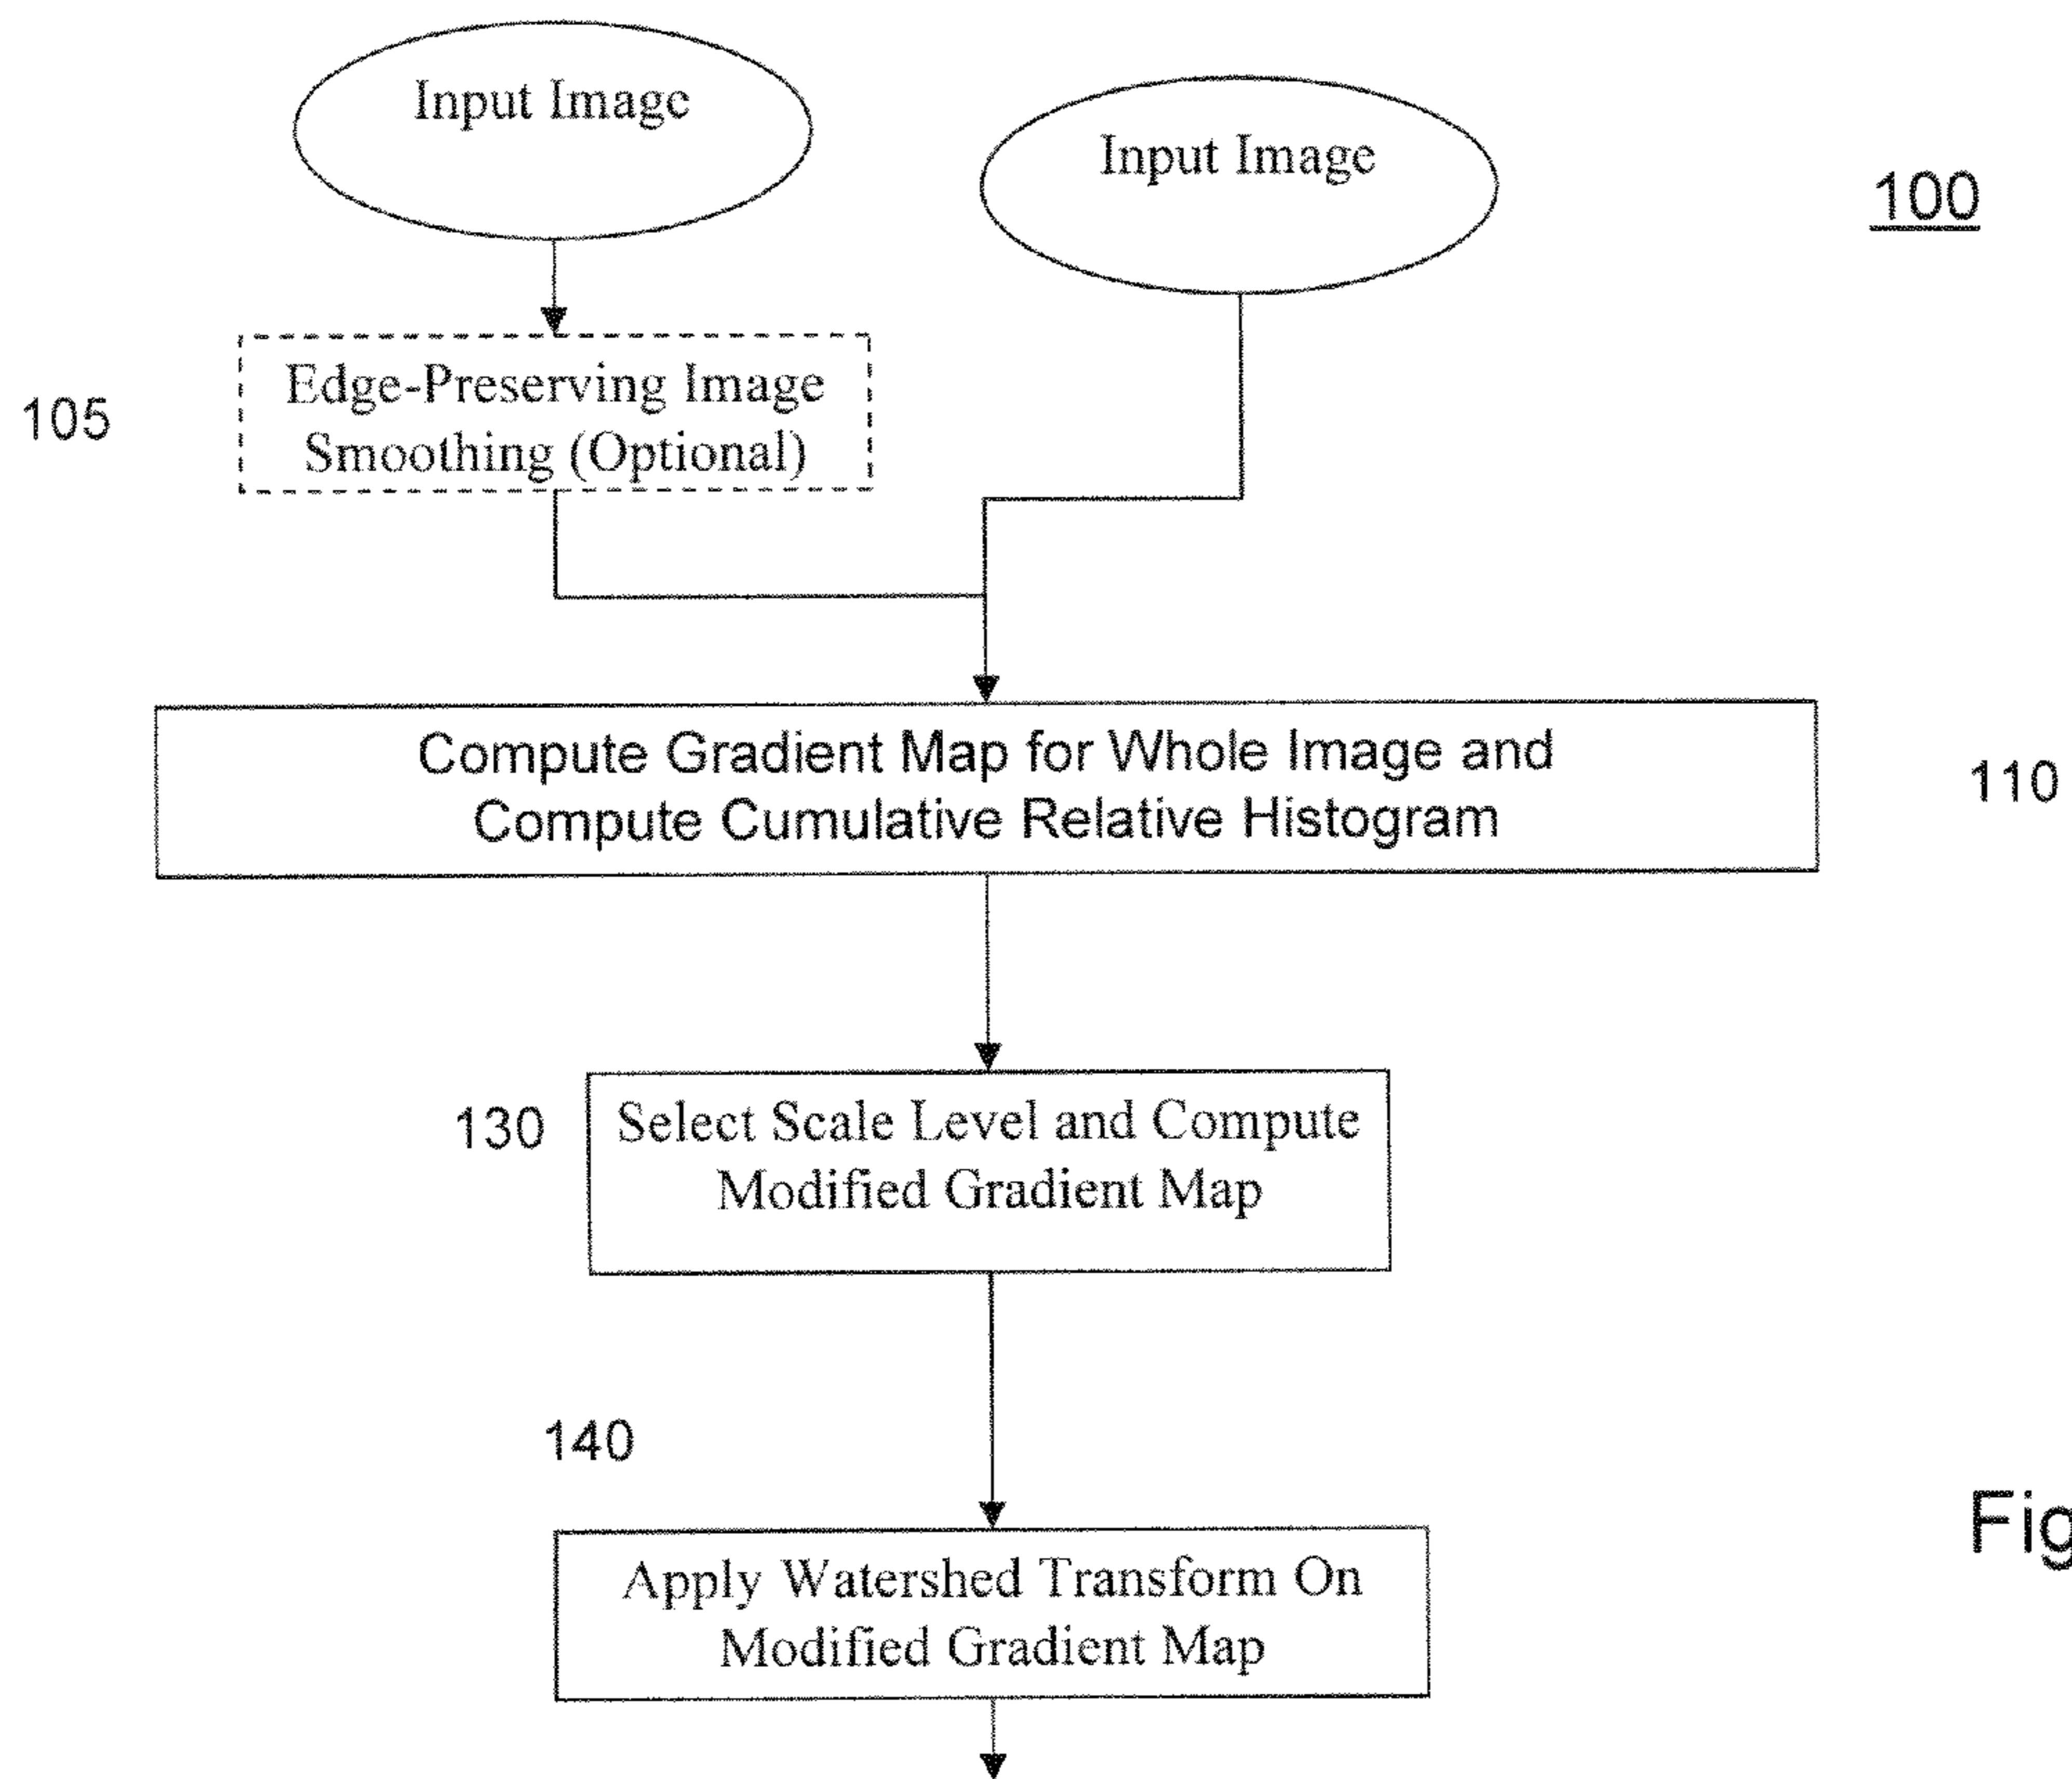 Input Image
Input Image
100
105
Edge-Preserving Image
Smoothing (Optional)
Compute Gradient Map for Whole Image and
Compute Cumulative Relative Histogram
110
130
Select Scale Level and Compute
Modified Gradient Map
140
Fig
Apply Watershed Transform On
Modified Gradient Map